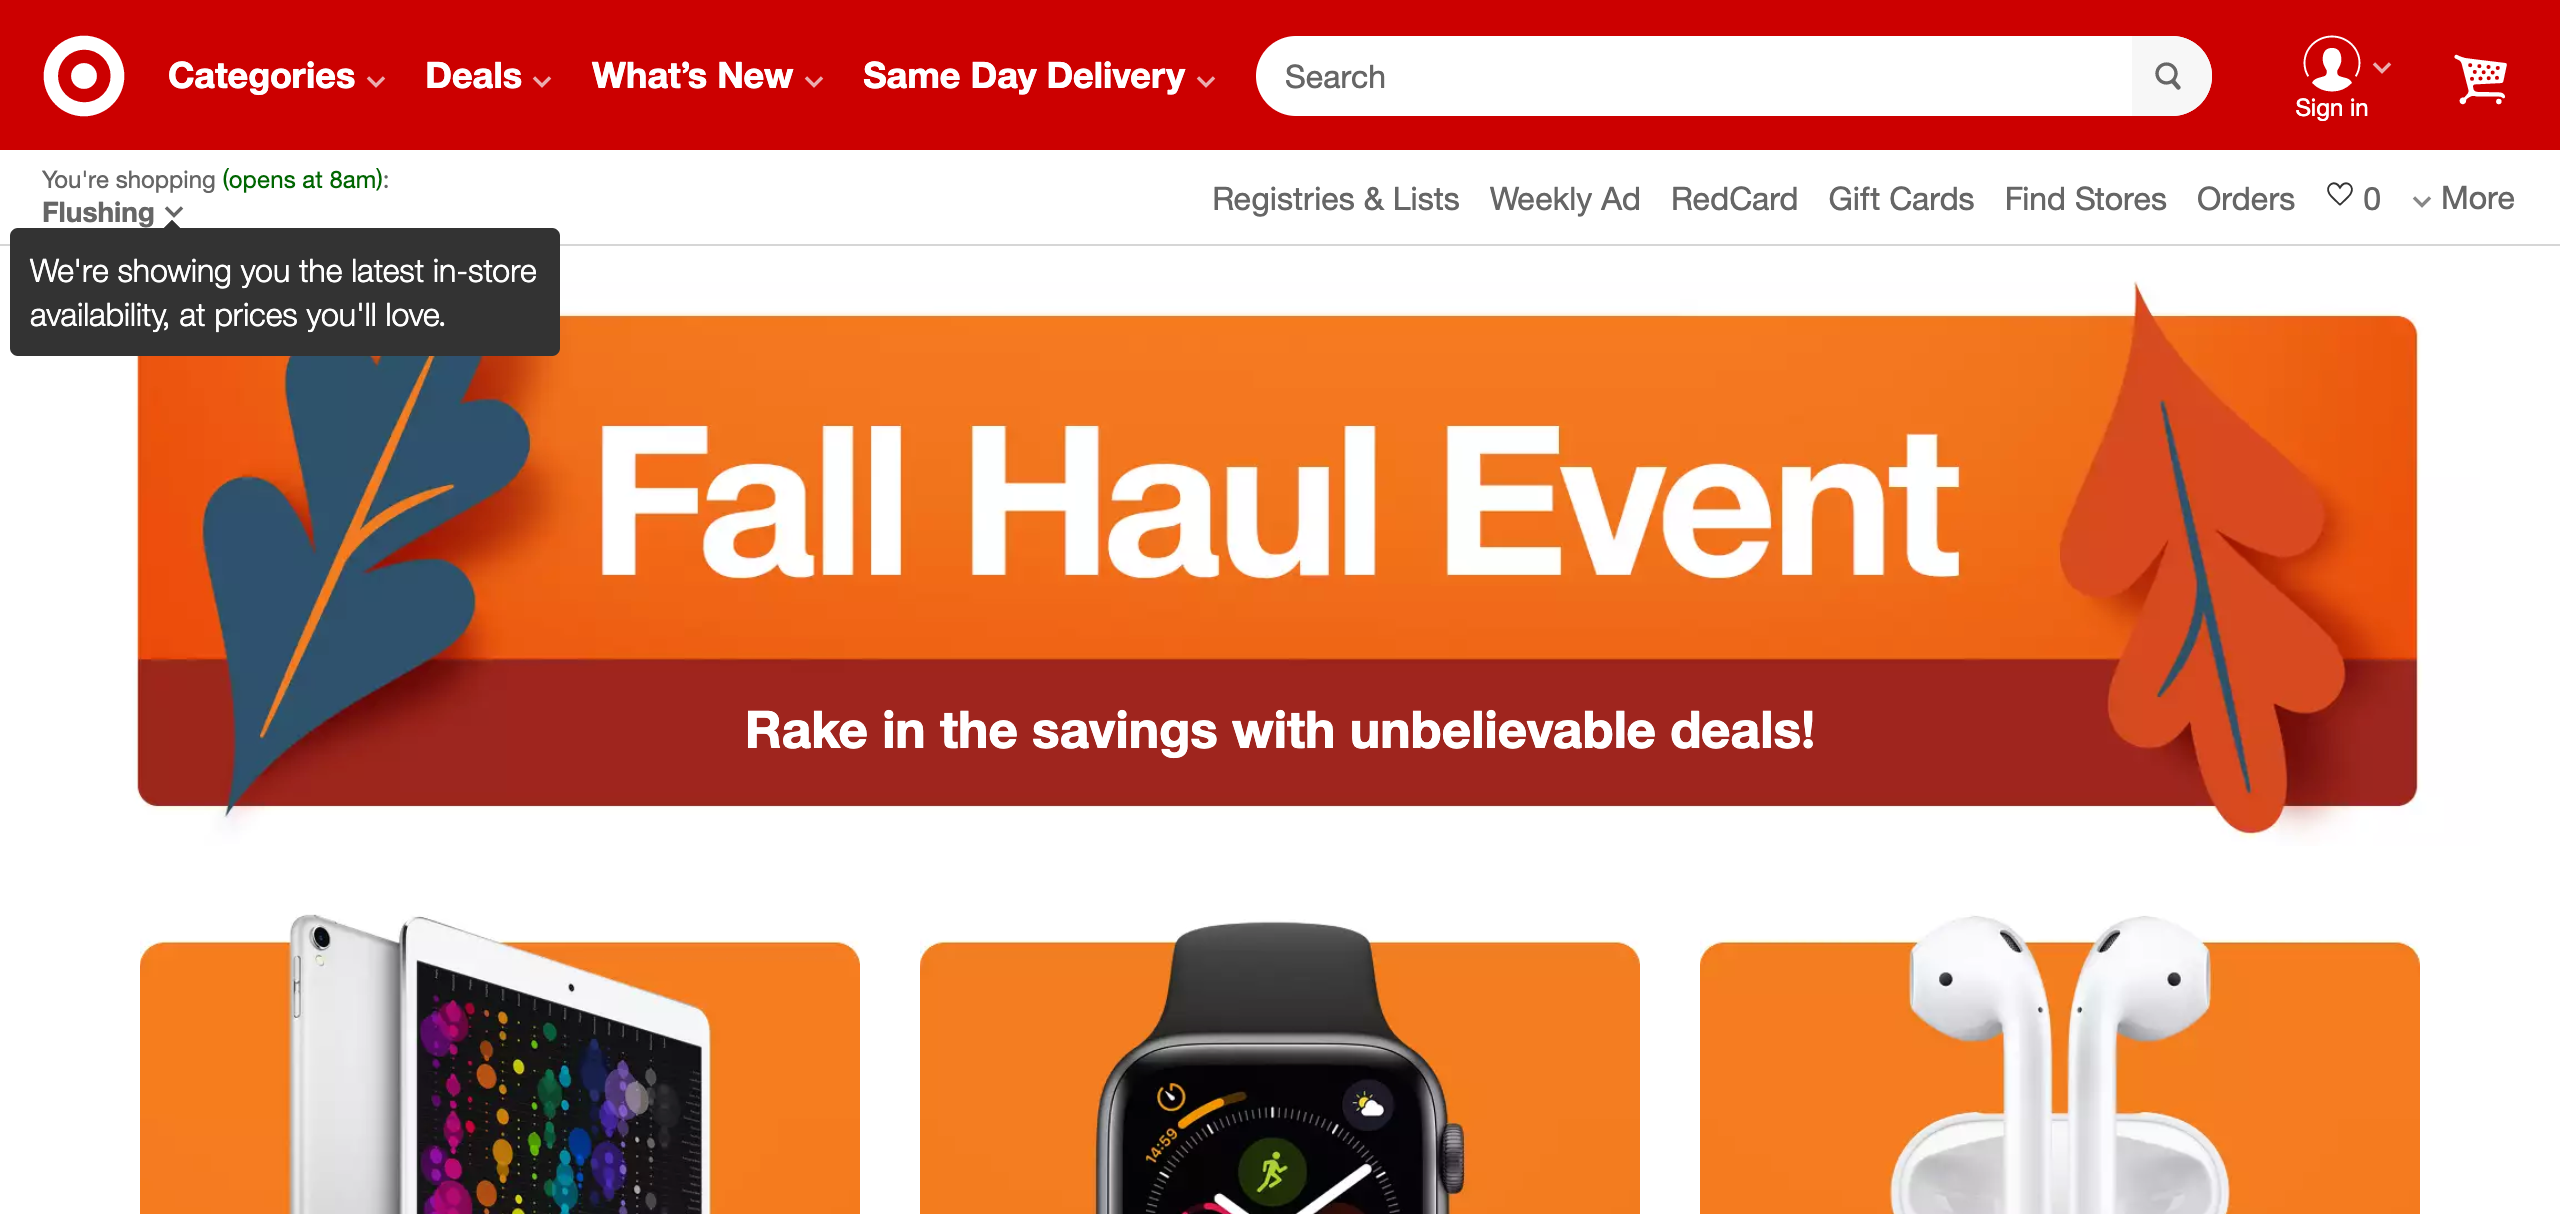 Categories
Deals
What's New
Same Day Delivery
Search
Sign in
You're shopping (opens at 8am):
Flushing
Registries & Lists
Weekly Ad
RedCard
Gift Cards
Find Stores
Orders
0
More
We're showing you the latest in-store
availability, at prices you'll love.
Fall Haul Event
Rake in the savings with unbelievable deals!
14:59